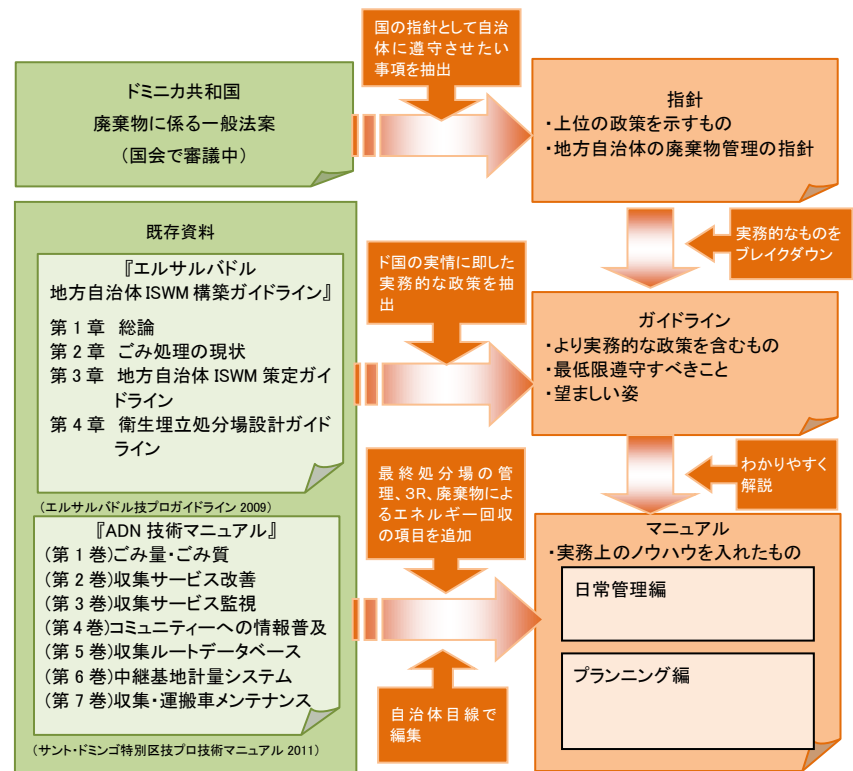 国の指針として自治
体に遵守させたい
事項を抽出
ドミニカ共和国
廃棄物に係る一般法案
(国会で審議中)
指針
・上位の政策を示すもの
・地方自治体の廃棄物管理の指針
実務的なものを
ブレイクダウン
既存資料
『エルサルバドル
地方自治体 ISWM 構築ガイドライン』
第 1 章 総論
第 2 章 ごみ処理の現状
第 3 章 地方自治体 ISWM 策定ガイ
ドライン
第 4 章 衛生埋立処分場設計ガイド
ライン
(エルサルバドル技プロガイドライン 2009)
ド国の実情に即した
実務的な政策を抽
出
ガイドライン
・より実務的な政策を含むもの
・最低限遵守すべきこと
・望ましい姿
わかりやすく
解説
最終処分場の管
理、3R、廃棄物によ
るエネルギー回収
の項目を追加
『ADN 技術マニュアル』
(第 1 巻)ごみ量・ごみ質
(第 2 巻)収集サービス改善
(第 3 巻)収集サービス監視
(第 4 巻)コミュニティーへの情報普及
(第 5 巻)収集ルートデータベース
(第 6 巻)中継基地計量システム
(第 7 巻)収集・運搬車メンテナンス
(サント・ドミンゴ特別区技プロ技術マニュアル 2011)
自治体目線で
編集
マニュアル
・実務上のノウハウを入れたもの
日常管理編
プランニング編